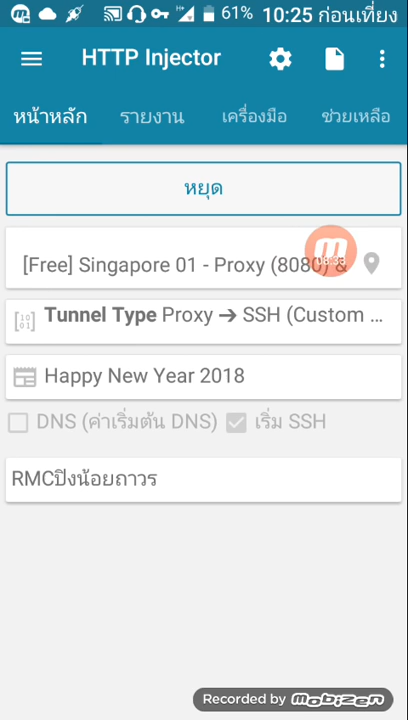 61% 10:25 ก่อนเที่ยง
HTTP Injector
หน้าหลัก รายงาน เครื่องมือ ช่วยเหลือ
หยุด
[Free] Singapore 01 - Proxy (8080) &
Tunnel Type Proxy ➔ SSH (Custom ...
Happy New Year 2018
DNS (ค่าเริ่มต้น DNS) เริ่ม SSH
RMCปิงน้อยถาวร
Recorded by mobizen